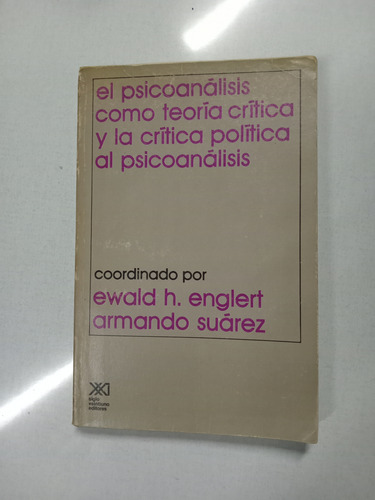 el psicoanálisis
como teoría crítica
y la crítica política
al psicoanálisis
coordinado por
ewald h. englert
armando suárez
siglo
veintiuno
editores